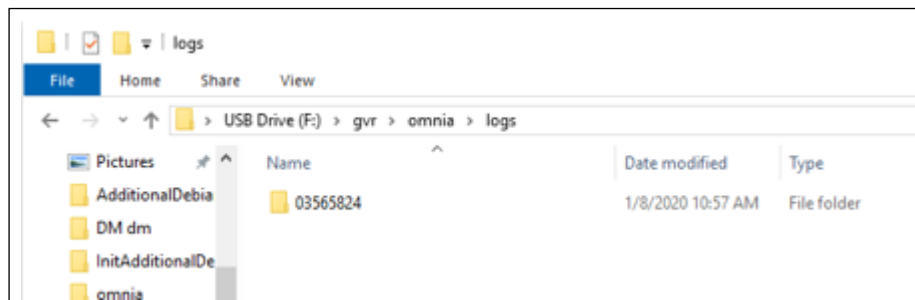 logs
File Home Share View
USB Drive (F:) > gvr > omnia > logs
Pictures
AdditionalDebia
DM dm
InitAdditionalDe
omnia
Name Date modified Type
03565824 1/8/2020 10:57 AM File folder